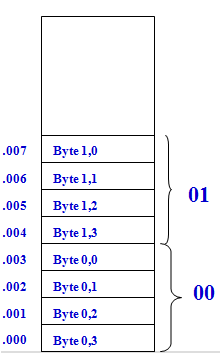 .007 Byte 1,0
.006 Byte 1,1
01
.005 Byte 1,2
.004 Byte 1,3
.003 Byte 0,0
.002 Byte 0,1
00
.001 Byte 0,2
.000 Byte 0,3